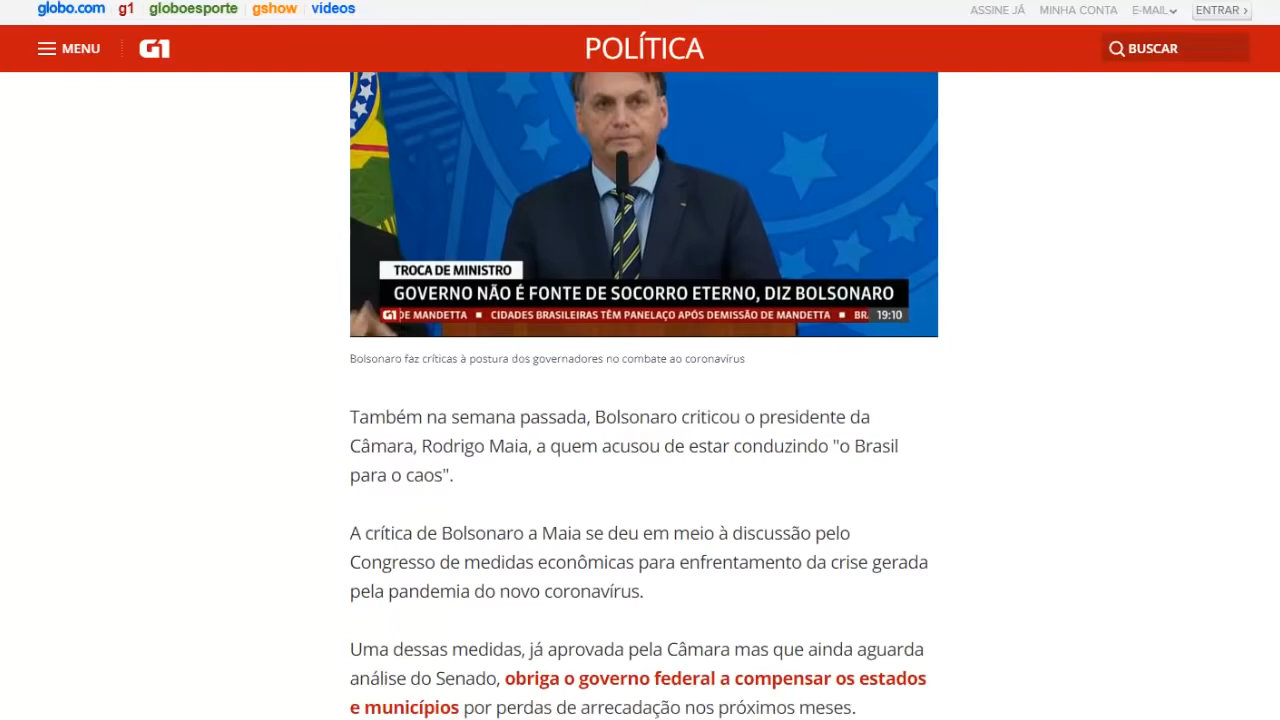 globo.com g1 globoesporte gshow vídeos ASSINE JÁ MINHA CONTA E-MAIL ENTRAR ›
MENU G1 POLÍTICA BUSCAR
TROCA DE MINISTRO
GOVERNO NÃO É FONTE DE SOCORRO ETERNO, DIZ BOLSONARO
G1 DE MANDETTA ■ CIDADES BRASILEIRAS TÊM PANELAÇO APÓS DEMISSÃO DE MANDETTA ■ BR 19:10
Bolsonaro faz críticas à postura dos governadores no combate ao coronavírus
Também na semana passada, Bolsonaro criticou o presidente da
Câmara, Rodrigo Maia, a quem acusou de estar conduzindo "o Brasil
para o caos".
A crítica de Bolsonaro a Maia se deu em meio à discussão pelo
Congresso de medidas econômicas para enfrentamento da crise gerada
pela pandemia do novo coronavírus.
Uma dessas medidas, já aprovada pela Câmara mas que ainda aguarda
análise do Senado, obriga o governo federal a compensar os estados
e municípios por perdas de arrecadação nos próximos meses.